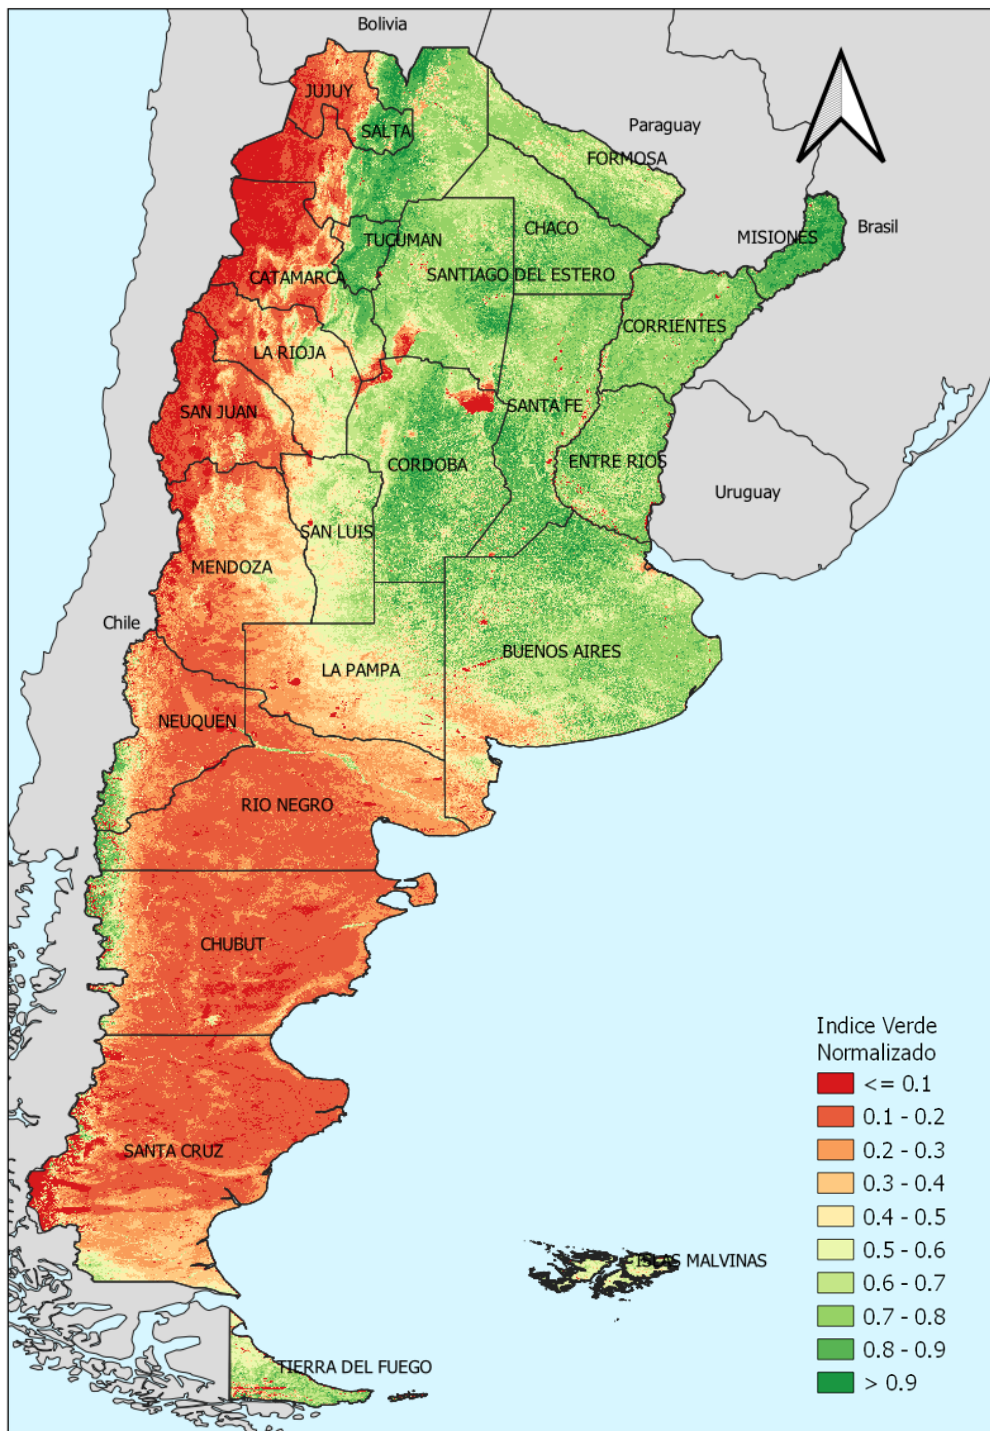 Bolivia
JUJUY
SALTA
Paraguay
FORMOSA
CHACO
TUCUMAN
MISIONES
Brasil
SANTIAGO DEL ESTERO
CATAMARCA
CORRIENTES
LA RIOJA
SAN JUAN
SANTA FE
CORDOBA
ENTRE RIOS
Uruguay
SAN LUIS
MENDOZA
Chile
BUENOS AIRES
LA PAMPA
NEUQUEN
RIO NEGRO
CHUBUT
SANTA CRUZ
ISLAS MALVINAS
TIERRA DEL FUEGO
Indice Verde
Normalizado
<= 0.1
0.1 - 0.2
0.2 - 0.3
0.3 - 0.4
0.4 - 0.5
0.5 - 0.6
0.6 - 0.7
0.7 - 0.8
0.8 - 0.9
> 0.9